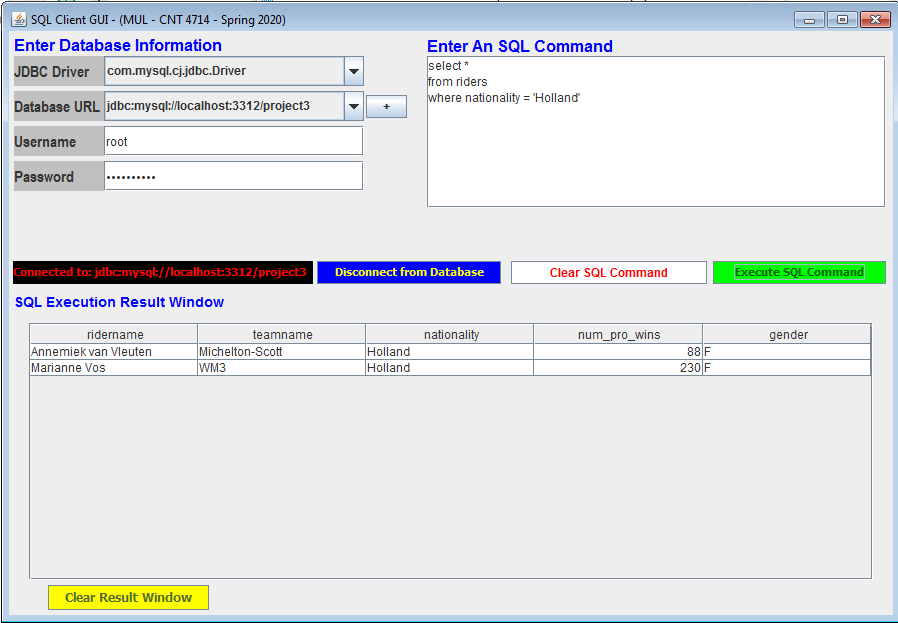 SQL Client GUI - (MUL - CNT 4714 - Spring 2020)
Enter Database Information
JDBC Driver com.mysql.cj.jdbc.Driver
Database URL jdbc:mysql://localhost:3312/project3 +
Username root
Password ••••••••••
Enter An SQL Command
select *
from riders
where nationality = 'Holland'
Connected to: jdbc:mysql://localhost:3312/project3 Disconnect from Database Clear SQL Command Execute SQL Command
SQL Execution Result Window
ridername teamname nationality num_pro_wins gender
Annemiek van Vleuten Michelton-Scott Holland 88 F
Marianne Vos WM3 Holland 230 F
Clear Result Window